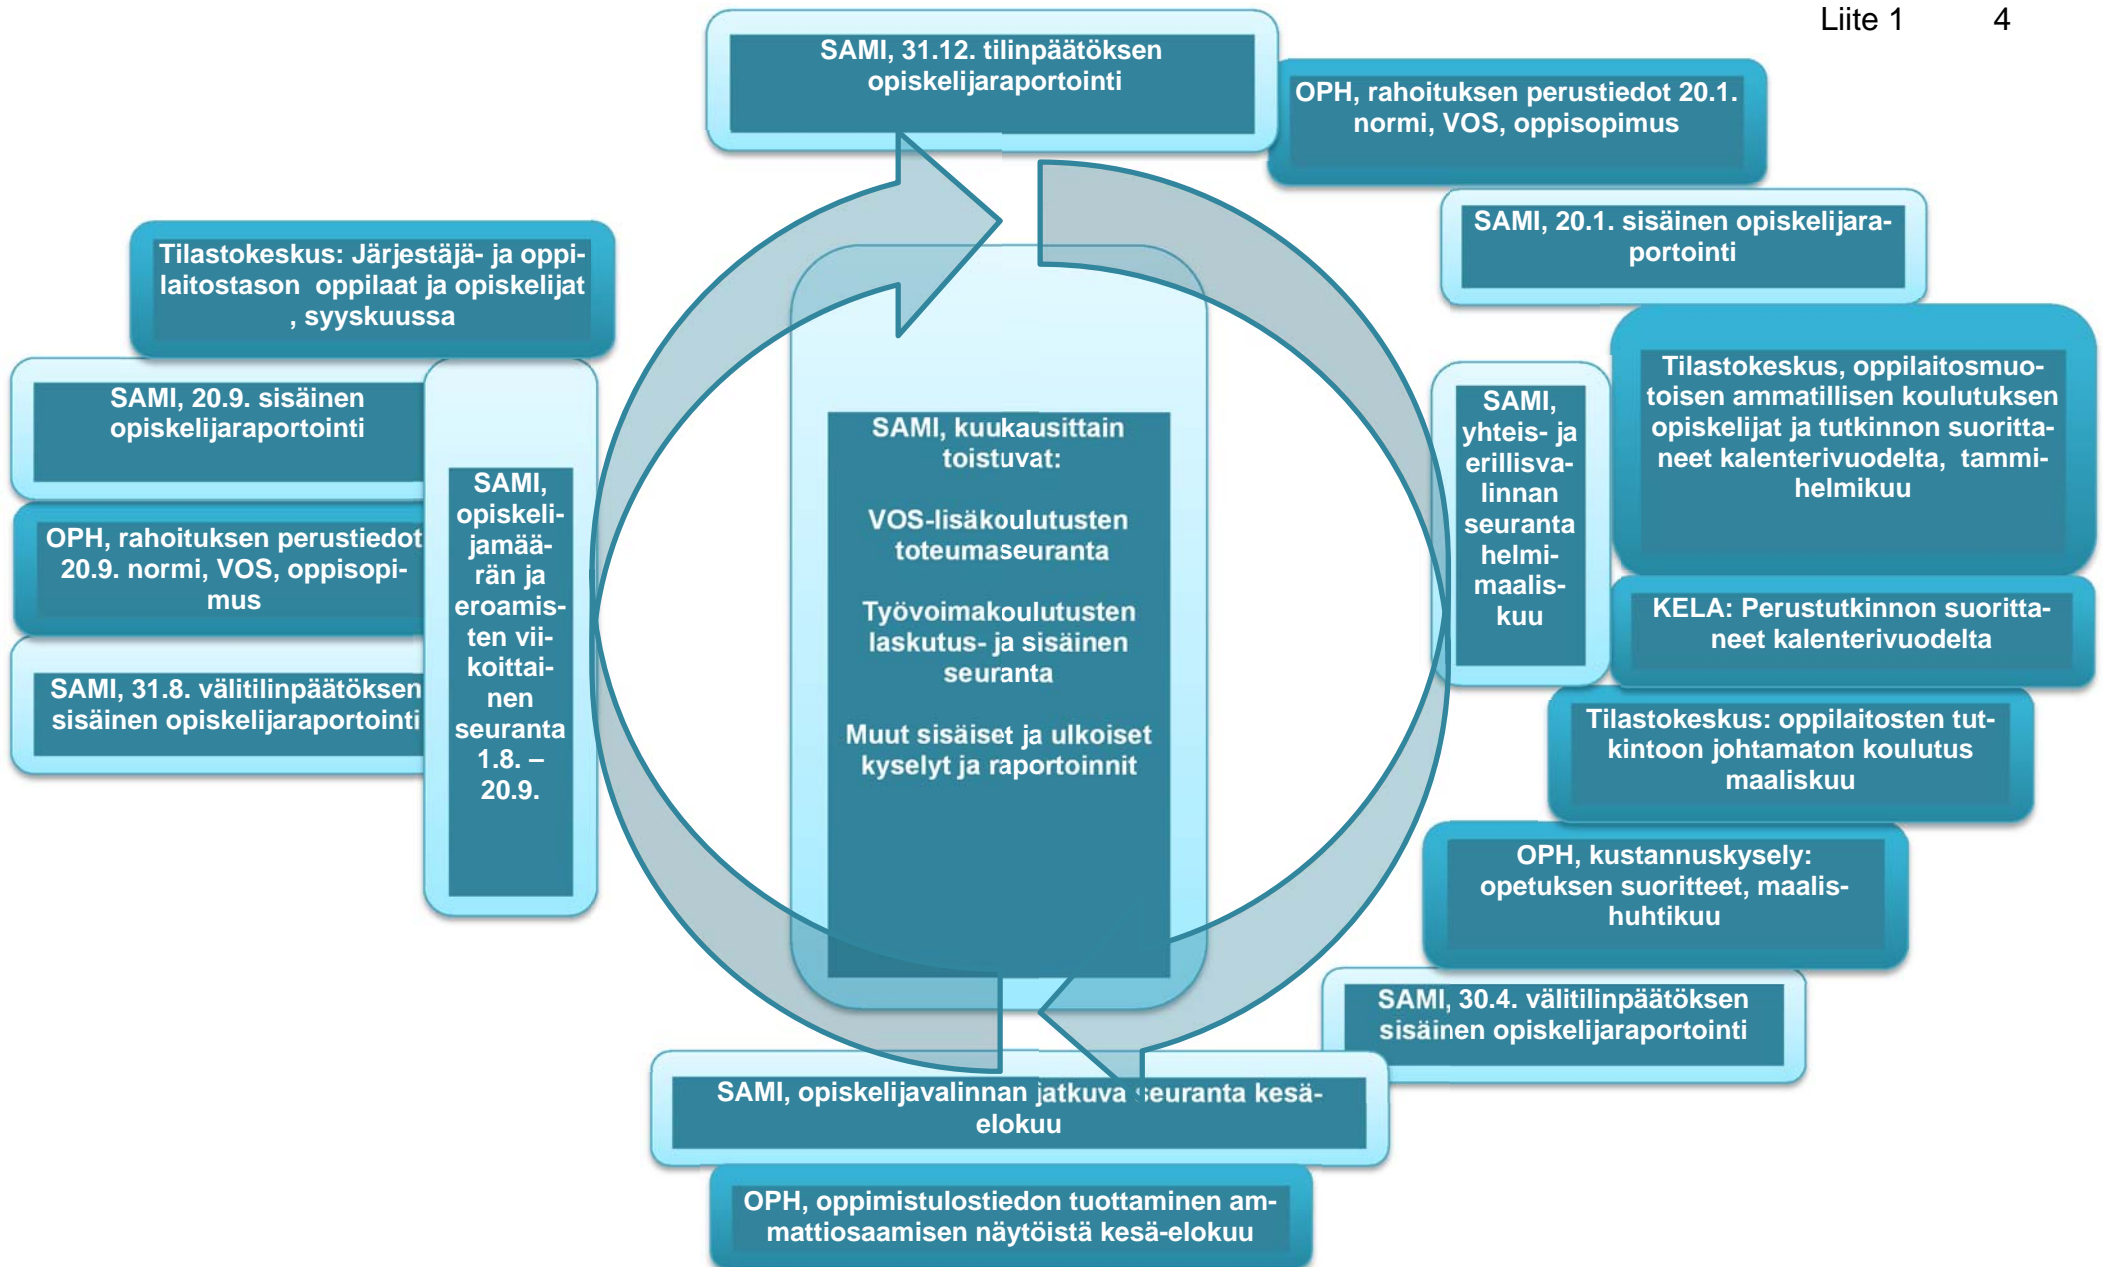 Liite 1 4
SAMI, 31.12. tilinpäätöksen
opiskelijaraportointi
OPH, rahoituksen perustiedot 20.1.
normi, VOS, oppisopimus
SAMI, 20.1. sisäinen opiskelijara-
portointi
Tilastokeskus, oppilaitosmuo-
toisen ammatillisen koulutuksen
opiskelijat ja tutkinnon suoritta-
neet kalenterivuodelta, tammi-
helmikuu
SAMI,
yhteis- ja
erillisva-
linnan
seuranta
helmi-
maalis-
kuu
KELA: Perustutkinnon suoritta-
neet kalenterivuodelta
Tilastokeskus: oppilaitosten tut-
kintoon johtamaton koulutus
maaliskuu
OPH, kustannuskysely:
opetuksen suoritteet, maalis-
huhtikuu
SAMI, 30.4. välitilinpäätöksen
sisäinen opiskelijaraportointi
SAMI, opiskelijavalinnan jatkuva seuranta kesä-
elokuu
OPH, oppimistulostiedon tuottaminen am-
mattiosaamisen näytöistä kesä-elokuu
SAMI, opiskeli-
jamää-
rän ja
eroamis-
ten vii-
koittai-
nen
seuranta
1.8. –
20.9.
SAMI, 31.8. välitilinpäätöksen
sisäinen opiskelijaraportointi
OPH, rahoituksen perustiedot
20.9. normi, VOS, oppisopi-
mus
SAMI, 20.9. sisäinen
opiskelijaraportointi
Tilastokeskus: Järjestäjä- ja oppi-
laitostason oppilaat ja opiskelijat
, syyskuussa
SAMI, kuukausittain
toistuvat:
VOS-lisäkoulutusten
toteumaseuranta
Työvoimakoulutusten
laskutus- ja sisäinen
seuranta
Muut sisäiset ja ulkoiset
kyselyt ja raportoinnit